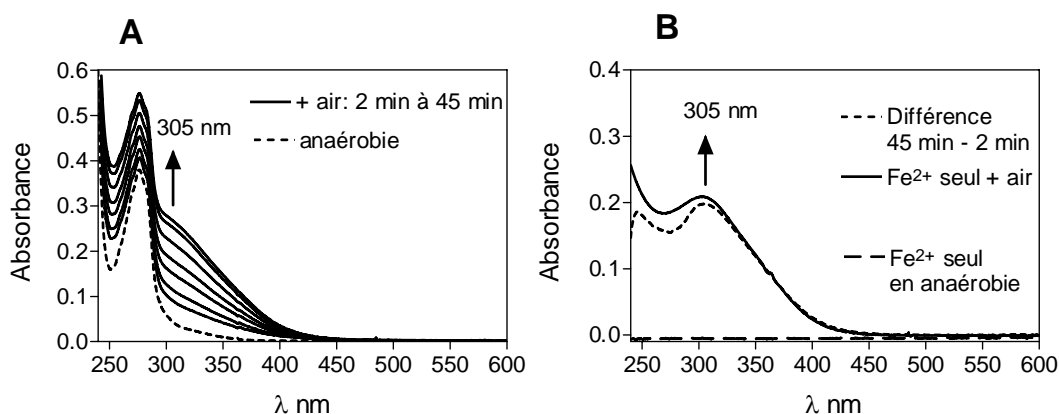 A
B
0.6
0.5
0.4
0.3
0.2
0.1
0.0
Absorbance
+ air: 2 min à 45 min
305 nm
anaérobie
250 300 350 400 450 500 550 600
λ nm
0.4
0.3
0.2
0.1
0.0
Absorbance
305 nm
Différence
45 min - 2 min
Fe²⁺ seul + air
Fe²⁺ seul
en anaérobie
250 300 350 400 450 500 550 600
λ nm